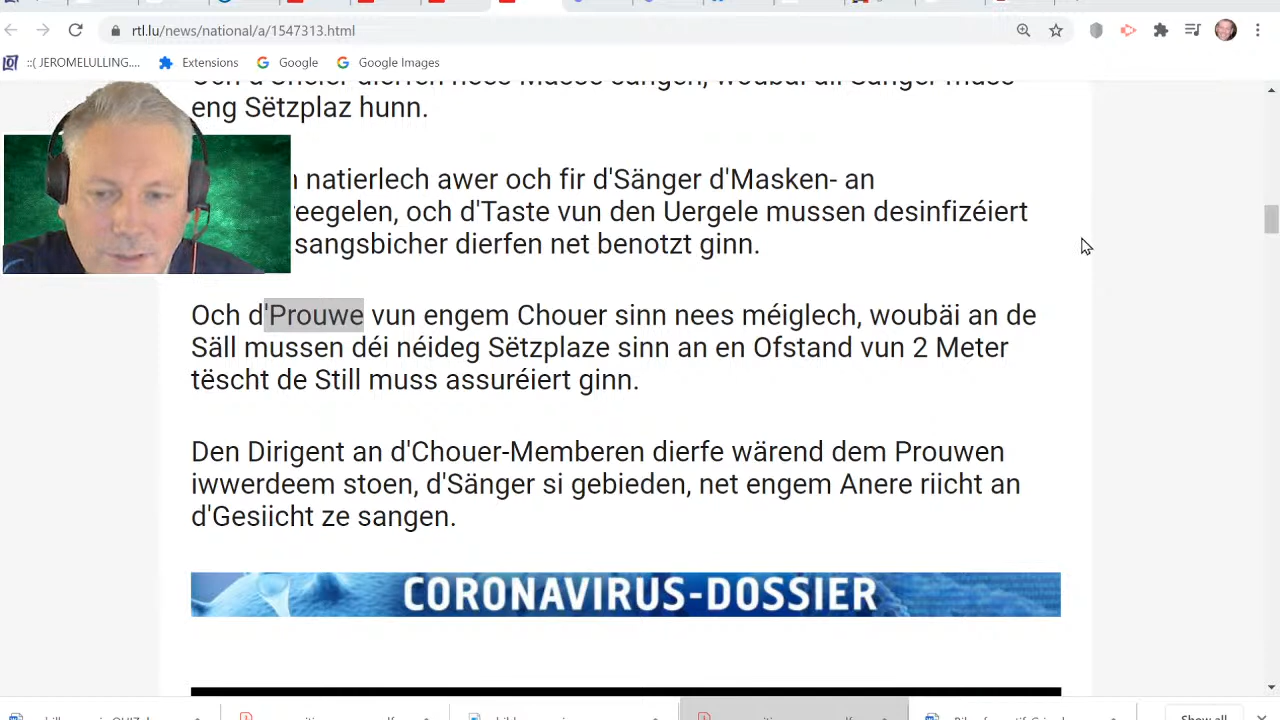 rtl.lu/news/national/a/1547313.html
::( JEROMELULLING.... Extensions Google Google Images
eng Sëtzplaz hunn.
natierlech awer och fir d'Sänger d'Masken- an
reegelen, och d'Taste vun den Uergele mussen desinfizéiert
sangsbicher dierfen net benotzt ginn.
Och d'Prouwe vun engem Chouer sinn nees méiglech, woubäi an de
Säll mussen déi néideg Sëtzplaze sinn an en Ofstand vun 2 Meter
tëscht de Still muss assuréiert ginn.
Den Dirigent an d'Chouer-Memberen dierfe wärend dem Prouwen
iwwerdeem stoen, d'Sänger si gebieden, net engem Anere riicht an
d'Gesiicht ze sangen.
CORONAVIRUS-DOSSIER
Show all